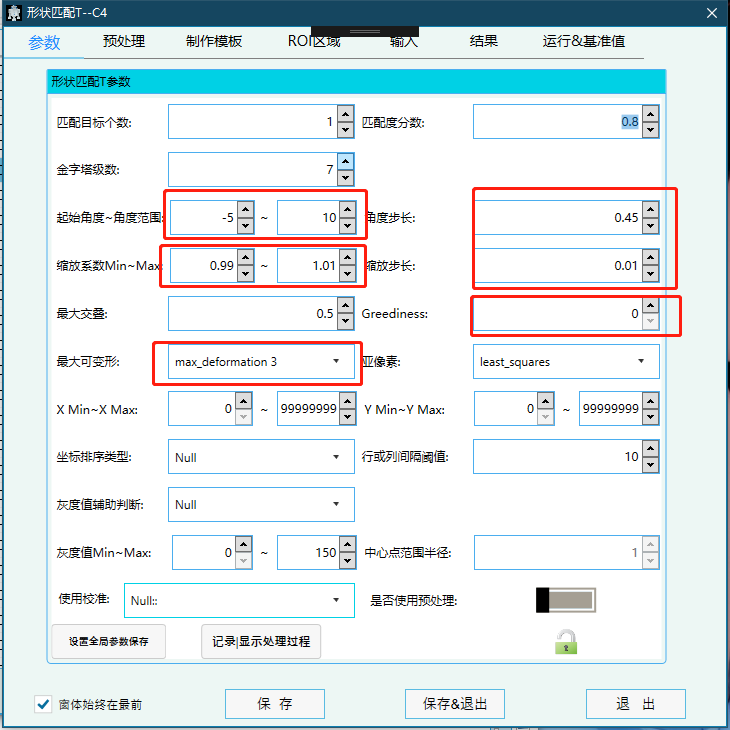 形状匹配T--C4
参数 预处理 制作模板 ROI区域 输入 结果 运行&基准值
形状匹配T参数
匹配目标个数: 1 匹配度分数: 0.8
金字塔级数: 7
起始角度~角度范围: -5 ~ 10 角度步长: 0.45
缩放系数Min~Max: 0.99 ~ 1.01 缩放步长: 0.01
最大交叠: 0.5 Greediness: 0
最大可变形: max_deformation 3 亚像素: least_squares
X Min~X Max: 0 ~ 99999999 Y Min~Y Max: 0 ~ 99999999
坐标排序类型: Null 行或列间隔阈值: 10
灰度值辅助判断: Null
灰度值Min~Max: 0 ~ 150 中心点范围半径: 1
使用校准: Null:: 是否使用预处理:
设置全局参数保存 记录|显示处理过程
窗体始终在最前 保 存 保存&退出 退 出